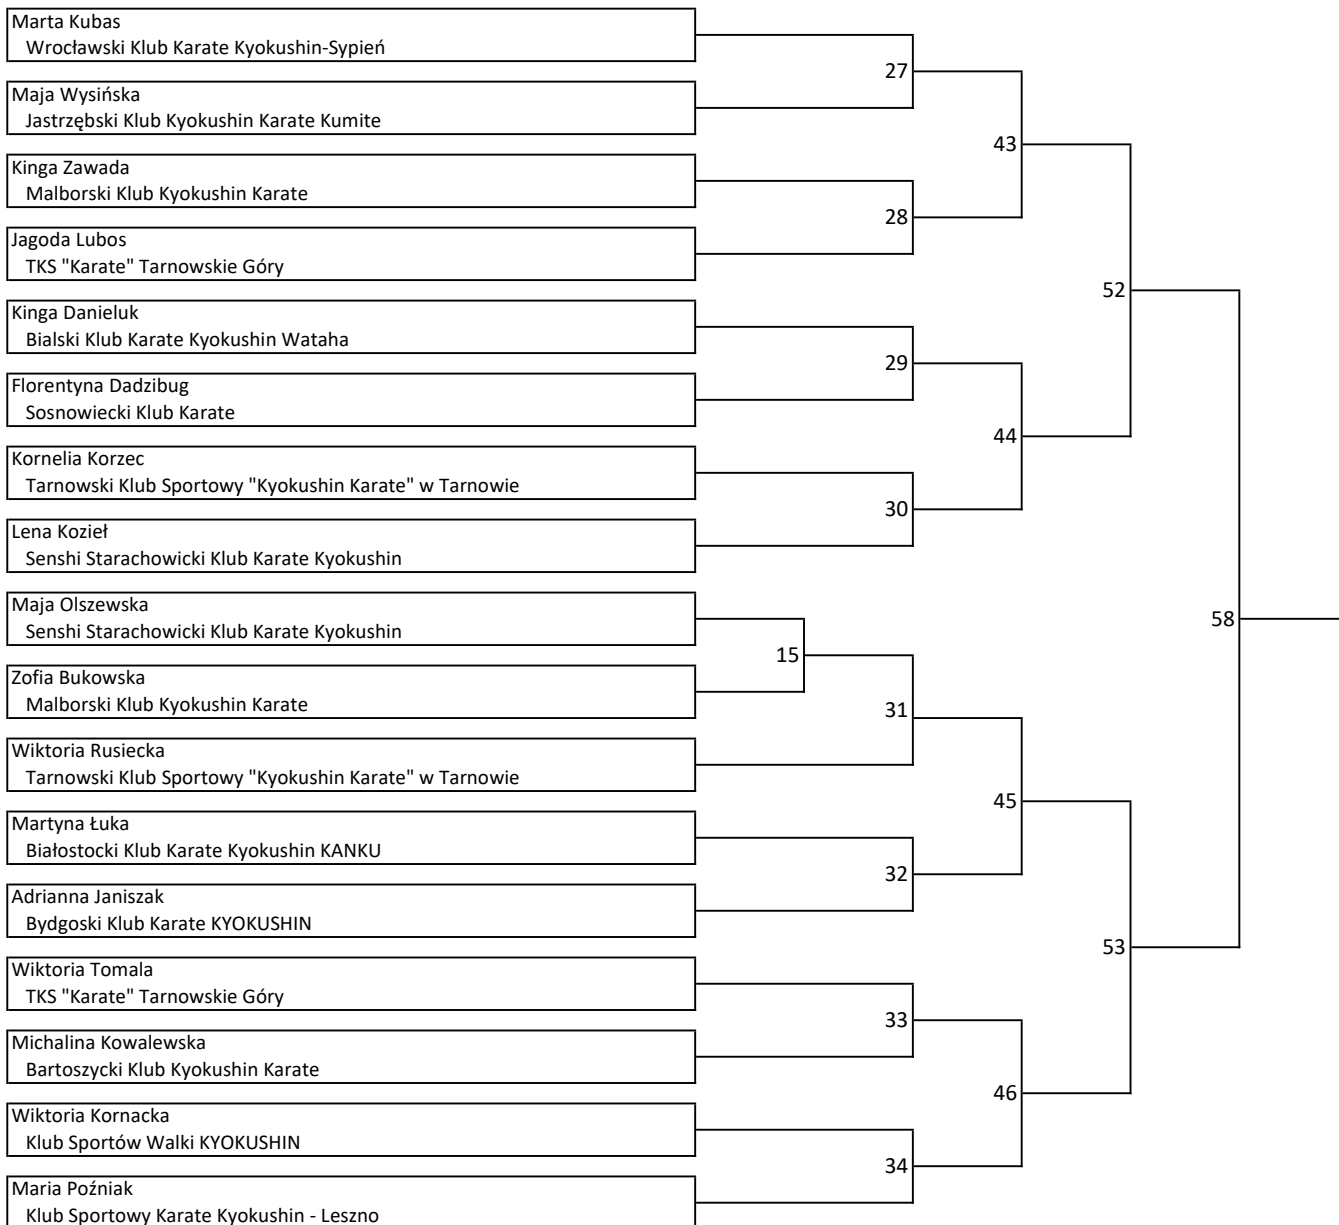 Marta Kubas
Wrocławski Klub Karate Kyokushin-Sypień
27
Maja Wysińska
Jastrzębski Klub Kyokushin Karate Kumite
43
Kinga Zawada
Malborski Klub Kyokushin Karate
28
Jagoda Lubos
TKS "Karate" Tarnowskie Góry
52
Kinga Danieluk
Bialski Klub Karate Kyokushin Wataha
29
Florentyna Dadzibug
Sosnowiecki Klub Karate
44
Kornelia Korzec
Tarnowski Klub Sportowy "Kyokushin Karate" w Tarnowie
30
Lena Kozieł
Senshi Starachowicki Klub Karate Kyokushin
Maja Olszewska
Senshi Starachowicki Klub Karate Kyokushin
58
15
Zofia Bukowska
Malborski Klub Kyokushin Karate
31
Wiktoria Rusiecka
Tarnowski Klub Sportowy "Kyokushin Karate" w Tarnowie
45
Martyna Łuka
Białostocki Klub Karate Kyokushin KANKU
32
Adrianna Janiszak
Bydgoski Klub Karate KYOKUSHIN
53
Wiktoria Tomala
TKS "Karate" Tarnowskie Góry
33
Michalina Kowalewska
Bartoszycki Klub Kyokushin Karate
46
Wiktoria Kornacka
Klub Sportów Walki KYOKUSHIN
34
Maria Poźniak
Klub Sportowy Karate Kyokushin - Leszno